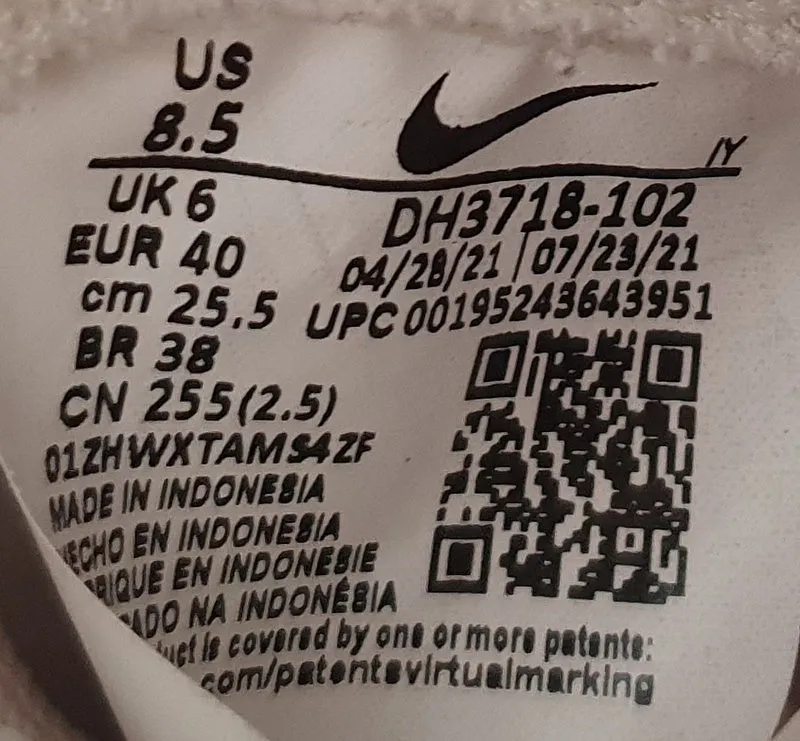 US
8.5
IY
UK 6
EUR 40
cm 25.5
BR 38
CN 255(2.5)
DH3718-102
04/28/21 | 07/23/21
UPC 00195243643951
01ZHWXTAMS4ZF
MADE IN INDONESIA
ECHO EN INDONESIA
RIQUE EN INDONESIE
ADO NA INDONÉSIA
uct is covered by one or more patents:
.com/patentsvirtualmarking